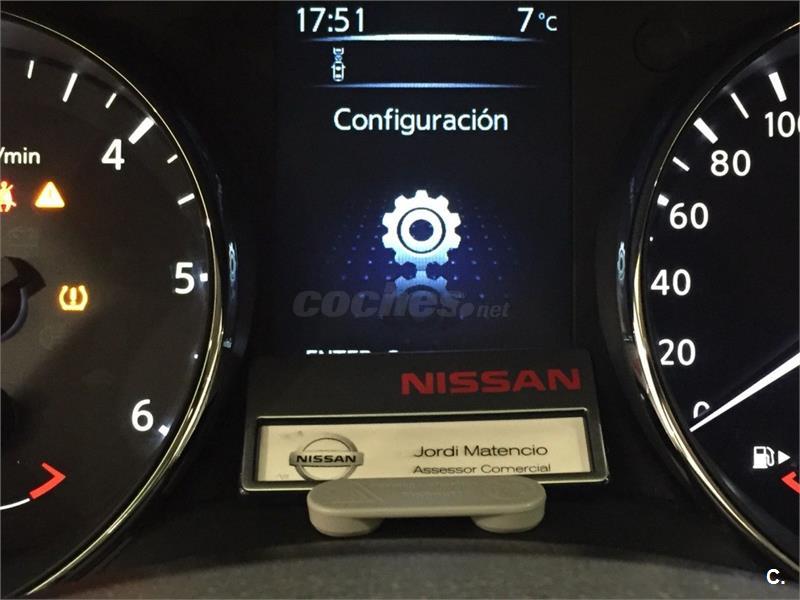 17:51 7 °C
Configuración
/min
4
5
6
100
80
60
40
20
0
coches.net
NISSAN
NISSAN
Jordi Matencio
Assessor Comercial
C.